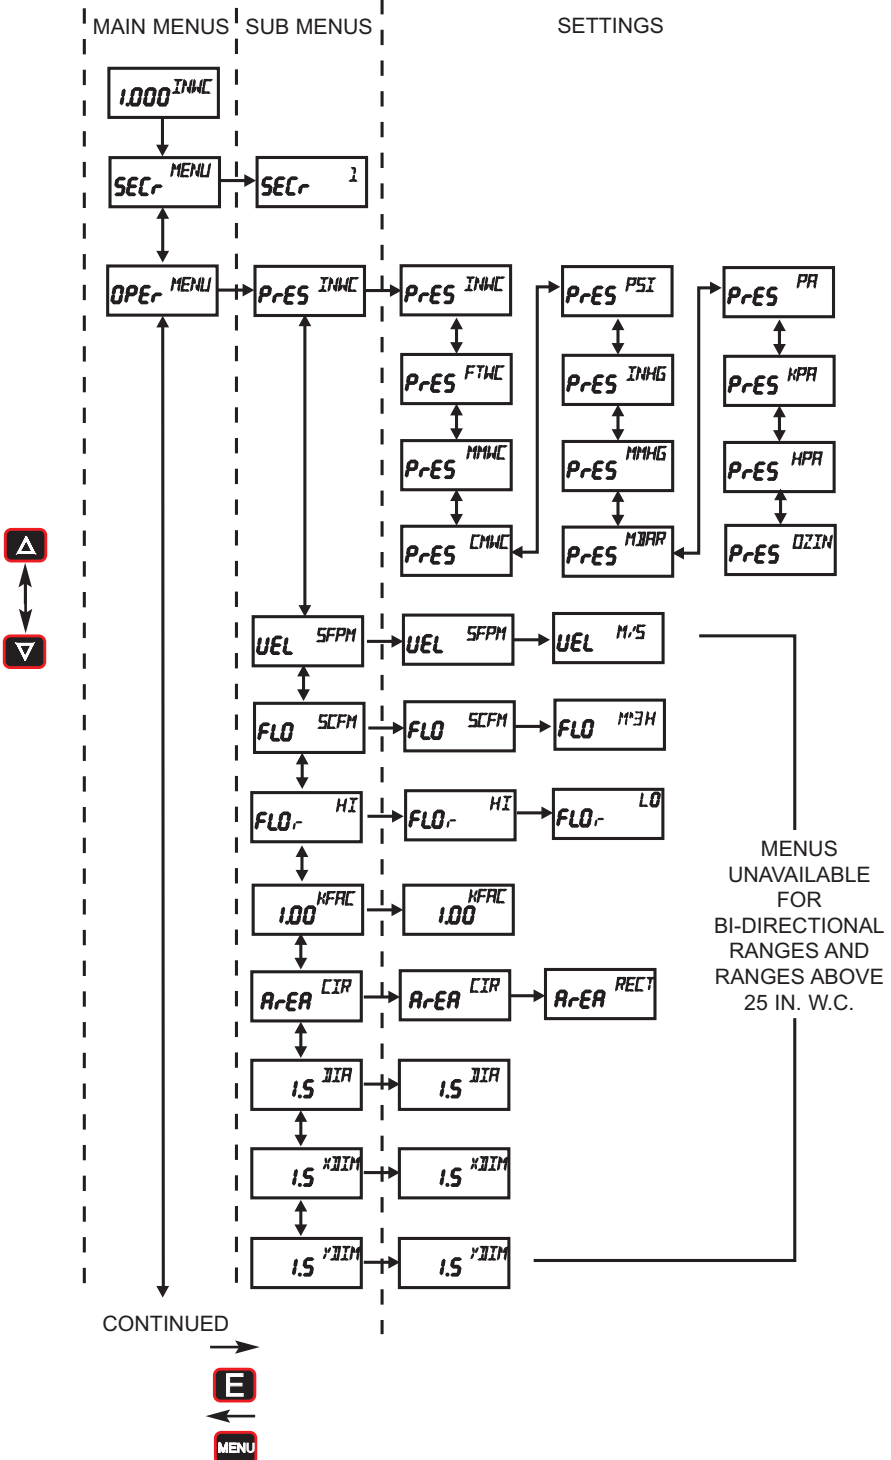 MAIN MENUS SUB MENUS SETTINGS
1.000 INWC
SECr MENU SECr 1
OPEr MENU PrES INWC PrES INWC PrES PSI PrES PA
PrES FTWC PrES INHG PrES KPA
PrES MMWC PrES MMHG PrES HPA
PrES CMWC PrES MBAR PrES OZIN
VEL SFPM VEL SFPM VEL M/S
FLO SCFM FLO SCFM FLO M^3H
FLOr HI FLOr HI FLOr LO
MENUS
UNAVAILABLE
FOR
BI-DIRECTIONAL
RANGES AND
RANGES ABOVE
25 IN. W.C.
1.00 KFAC 1.00 KFAC
ArEA CIR ArEA CIR ArEA RECT
1.5 DIA 1.5 DIA
1.5 XDIM 1.5 XDIM
1.5 YDIM 1.5 YDIM
CONTINUED
E
MENU